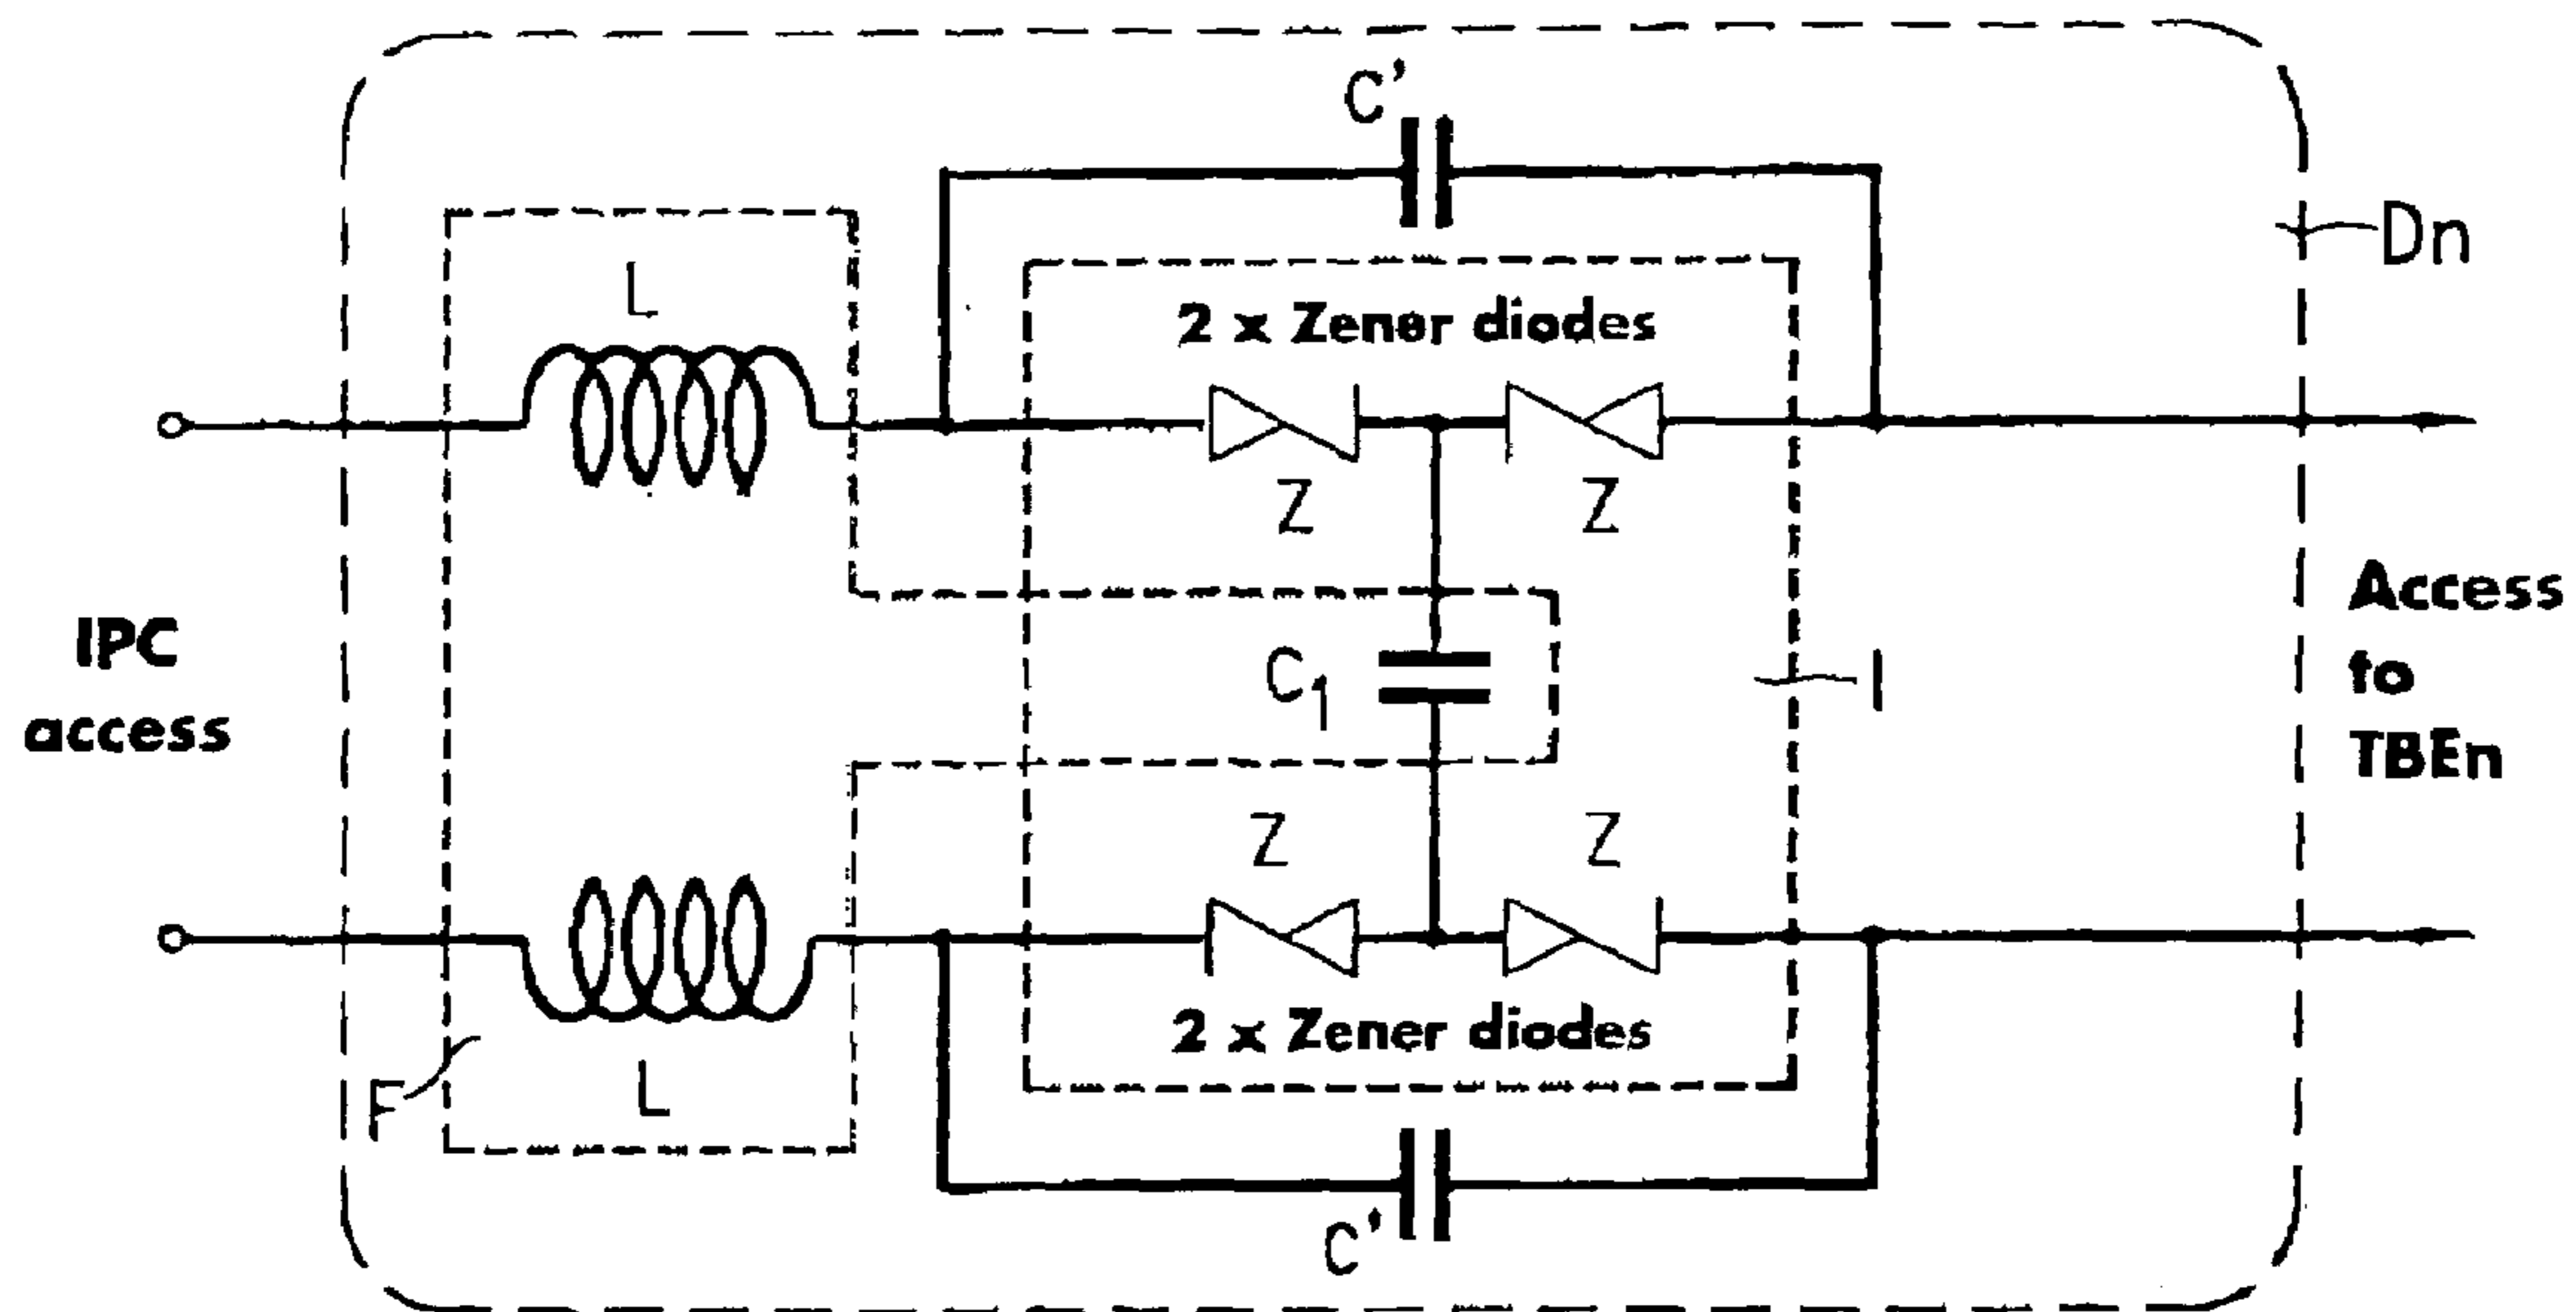 C'
Dn
L
2 x Zener diodes
Z Z
IPC
access
C1
I
Access
to
TBEn
Z Z
2 x Zener diodes
L
F
C'